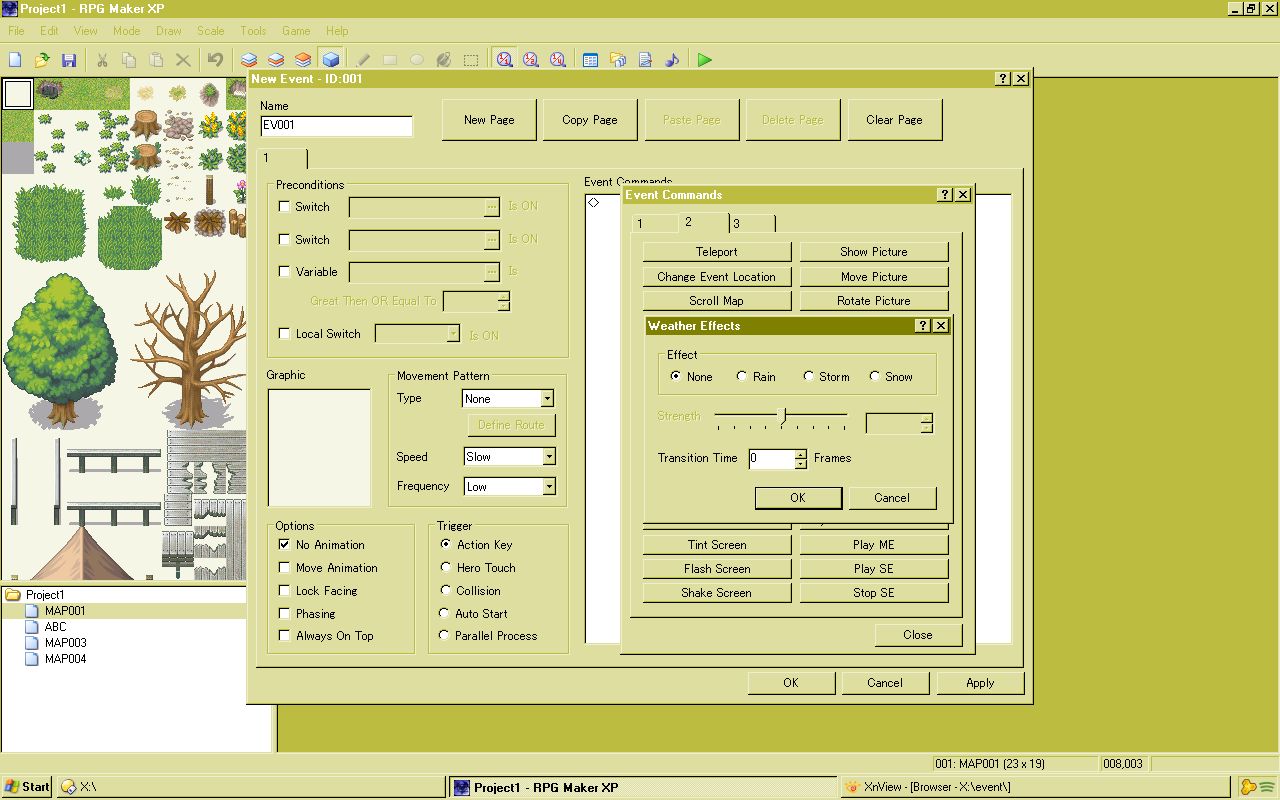 Project1 - RPG Maker XP
File Edit View Mode Draw Scale Tools Game Help
New Event - ID:001
Name
EV001
New Page
Copy Page
Paste Page
Delete Page
Clear Page
1
Preconditions
Switch ... Is ON
Switch ... Is ON
Variable ... Is
Great Then OR Equal To
Local Switch Is ON
Graphic
Movement Pattern
Type None
Define Route
Speed Slow
Frequency Low
Options
No Animation
Move Animation
Lock Facing
Phasing
Always On Top
Trigger
Action Key
Hero Touch
Collision
Auto Start
Parallel Process
Event Commands
<>
Event Commands
1 2 3
Teleport Show Picture
Change Event Location Move Picture
Scroll Map Rotate Picture
Weather Effects
Effect
None Rain Storm Snow
Strength
Transition Time 0 Frames
OK Cancel
Tint Screen Play ME
Flash Screen Play SE
Shake Screen Stop SE
Close
OK Cancel Apply
Project1
MAP001
ABC
MAP003
MAP004
001: MAP001 (23 x 19) 008,003
Start X:\ Project1 - RPG Maker XP XnView - [Browser - X:\event\]